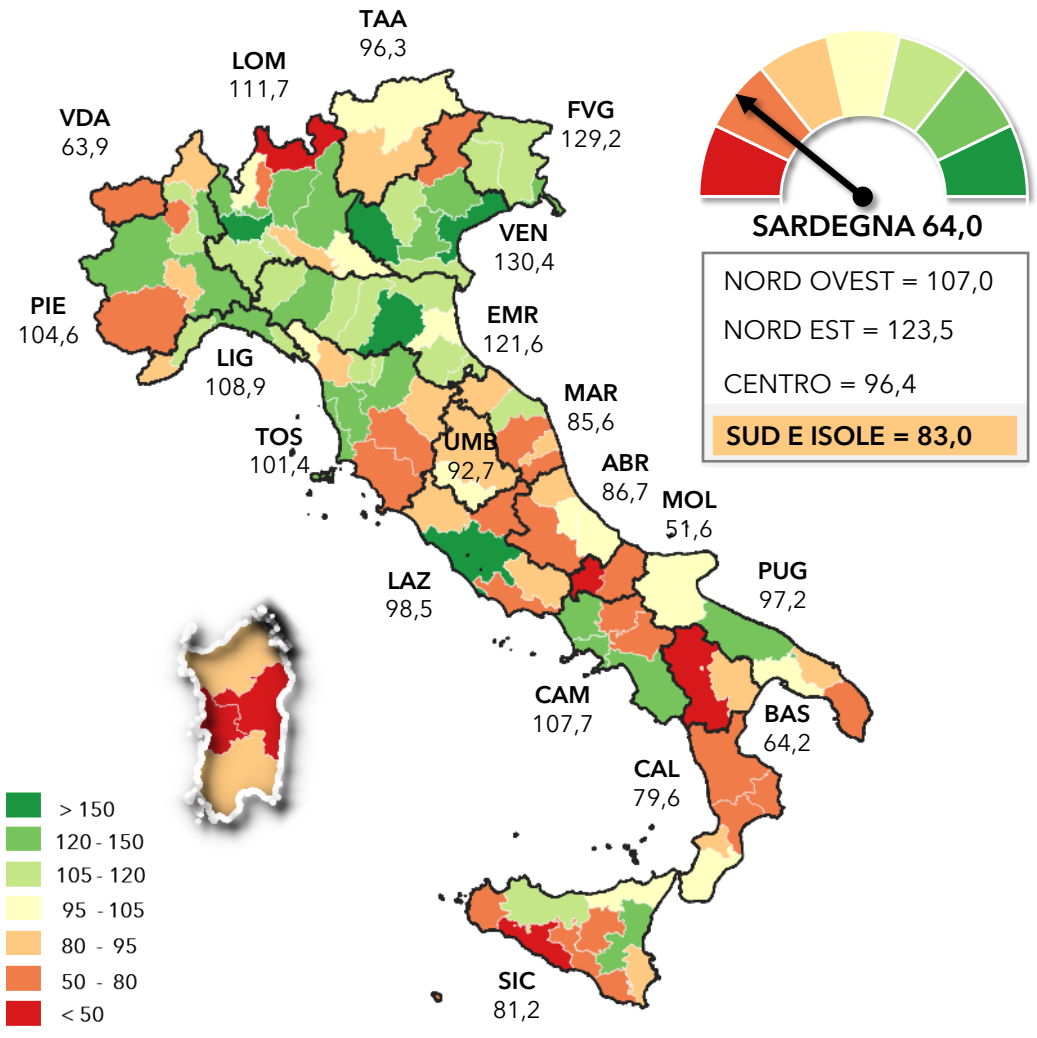 TAA
96,3
LOM
111,7
VDA
63,9
FVG
129,2
SARDEGNA 64,0
VEN
130,4
NORD OVEST = 107,0
NORD EST = 123,5
CENTRO = 96,4
SUD E ISOLE = 83,0
PIE
104,6
EMR
121,6
LIG
108,9
MAR
85,6
TOS
101,4
UMB
92,7
ABR
86,7
MOL
51,6
LAZ
98,5
PUG
97,2
CAM
107,7
BAS
64,2
CAL
79,6
> 150
120 - 150
105 - 120
95 - 105
80 - 95
50 - 80
< 50
SIC
81,2